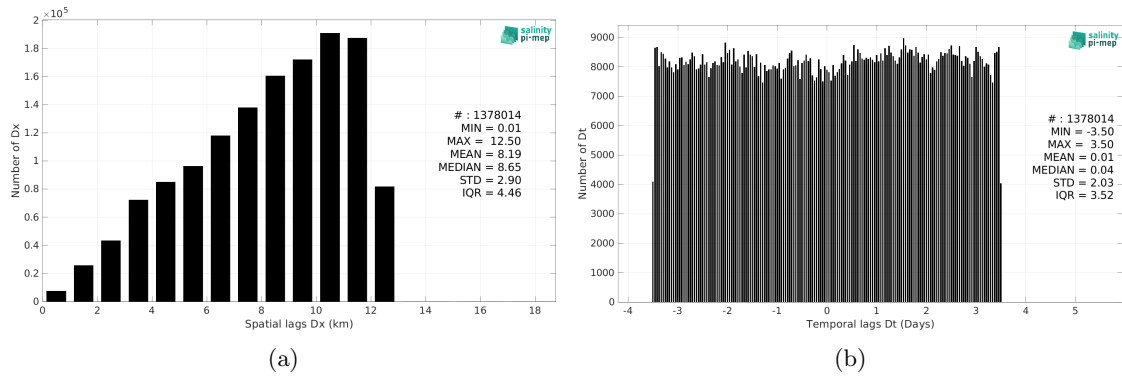 ×10^5
2
1.8
1.6
1.4
1.2
1
0.8
0.6
0.4
0.2
0
Number of Dx
0 2 4 6 8 10 12 14 16 18
Spatial lags Dx (km)
salinity
pi-mep
# : 1378014
MIN = 0.01
MAX = 12.50
MEAN = 8.19
MEDIAN = 8.65
STD = 2.90
IQR = 4.46
(a)
9000
8000
7000
6000
5000
4000
3000
2000
1000
0
Number of Dt
-4 -3 -2 -1 0 1 2 3 4 5 6
Temporal lags Dt (Days)
salinity
pi-mep
# : 1378014
MIN = -3.50
MAX = 3.50
MEAN = 0.01
MEDIAN = 0.04
STD = 2.03
IQR = 3.52
(b)